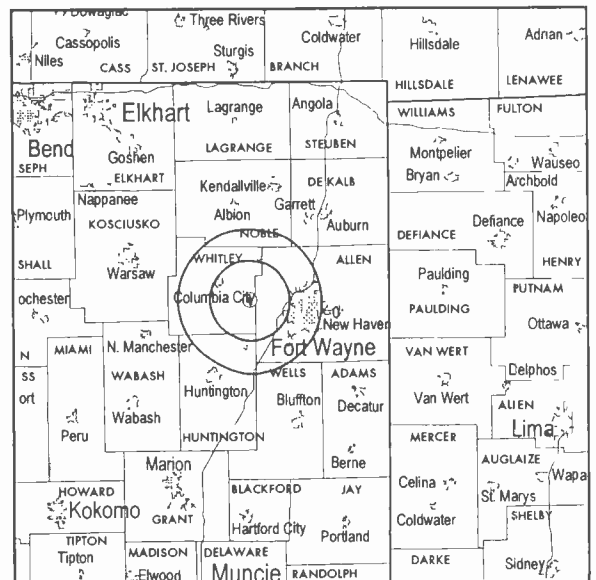 Dowagiac
Three Rivers
Cassopolis
Coldwater
Hillsdale
Adrian
Niles
Sturgis
CASS
ST. JOSEPH
BRANCH
HILLSDALE
LENAWEE
Elkhart
Lagrange
Angola
WILLIAMS
FULTON
Bend
Goshen
LAGRANGE
STEUBEN
Montpelier
Wauseo
SEPH
ELKHART
Kendallville
DE KALB
Bryan
Archbold
Nappanee
Albion
Garrett
Auburn
Plymouth
KOSCIUSKO
NOBLE
DEFIANCE
Defiance
Napoleo
SHALL
Warsaw
WHITLEY
ALLEN
Paulding
HENRY
ochester
Columbia City
New Haven
PAULDING
PUTNAM
Ottawa
N
MIAMI
N. Manchester
Fort Wayne
VAN WERT
SS
ort
WABASH
Huntington
WELLS
ADAMS
Delphos
Wabash
Bluffton
Decatur
Van Wert
ALLEN
Peru
HUNTINGTON
MERCER
Lima
Marion
Berne
AUGLAIZE
Wapa
HOWARD
BLACKFORD
JAY
Celina
St. Marys
Kokomo
GRANT
Hartford City
Portland
Coldwater
SHELBY
TIPTON
Tipton
MADISON
DELAWARE
DARKE
Sidney
Elwood
Muncie
RANDOLPH